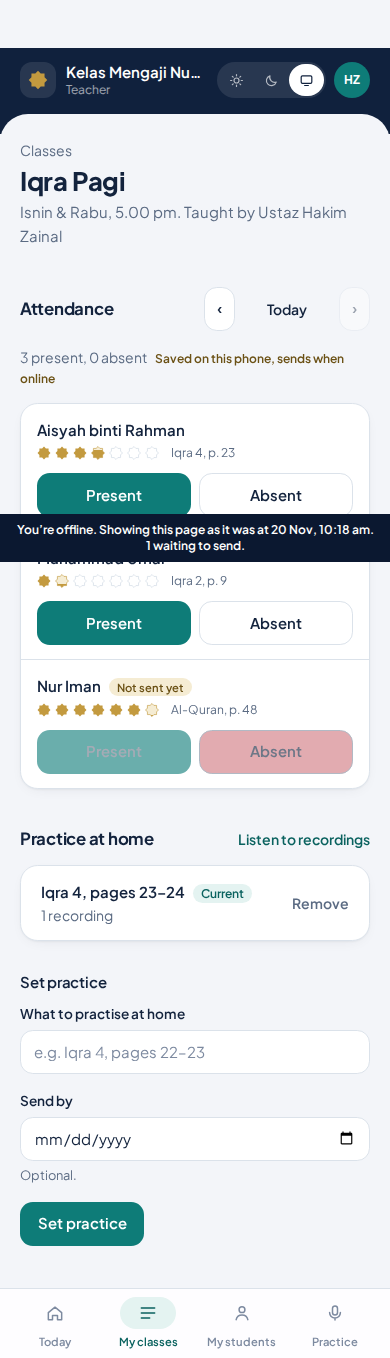 Kelas Mengaji Nu…
Teacher
HZ
Classes
Iqra Pagi
Isnin & Rabu, 5.00 pm. Taught by Ustaz Hakim
Zainal
Attendance
‹
Today
›
3 present, 0 absent Saved on this phone, sends when
online
Aisyah binti Rahman
Iqra 4, p. 23
Present
Absent
You're offline. Showing this page as it was at 20 Nov, 10:18 am.
1 waiting to send.
Iqra 2, p. 9
Present
Absent
Nur Iman Not sent yet
Al-Quran, p. 48
Present
Absent
Practice at home
Listen to recordings
Iqra 4, pages 23–24 Current
1 recording
Remove
Set practice
What to practise at home
e.g. Iqra 4, pages 22–23
Send by
mm/dd/yyyy
Optional.
Set practice
Today
My classes
My students
Practice